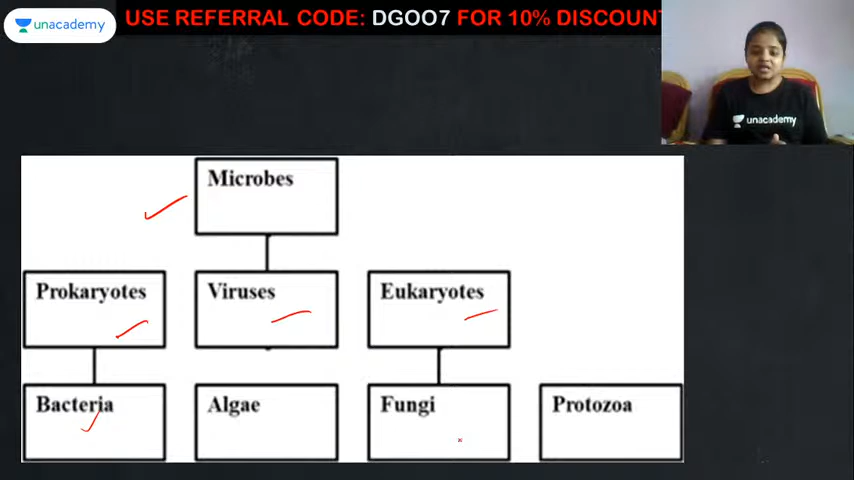 unacademy
USE REFERRAL CODE: DGOO7 FOR 10% DISCOUNT
unacademy
Microbes
Prokaryotes
Viruses
Eukaryotes
Bacteria
Algae
Fungi
Protozoa